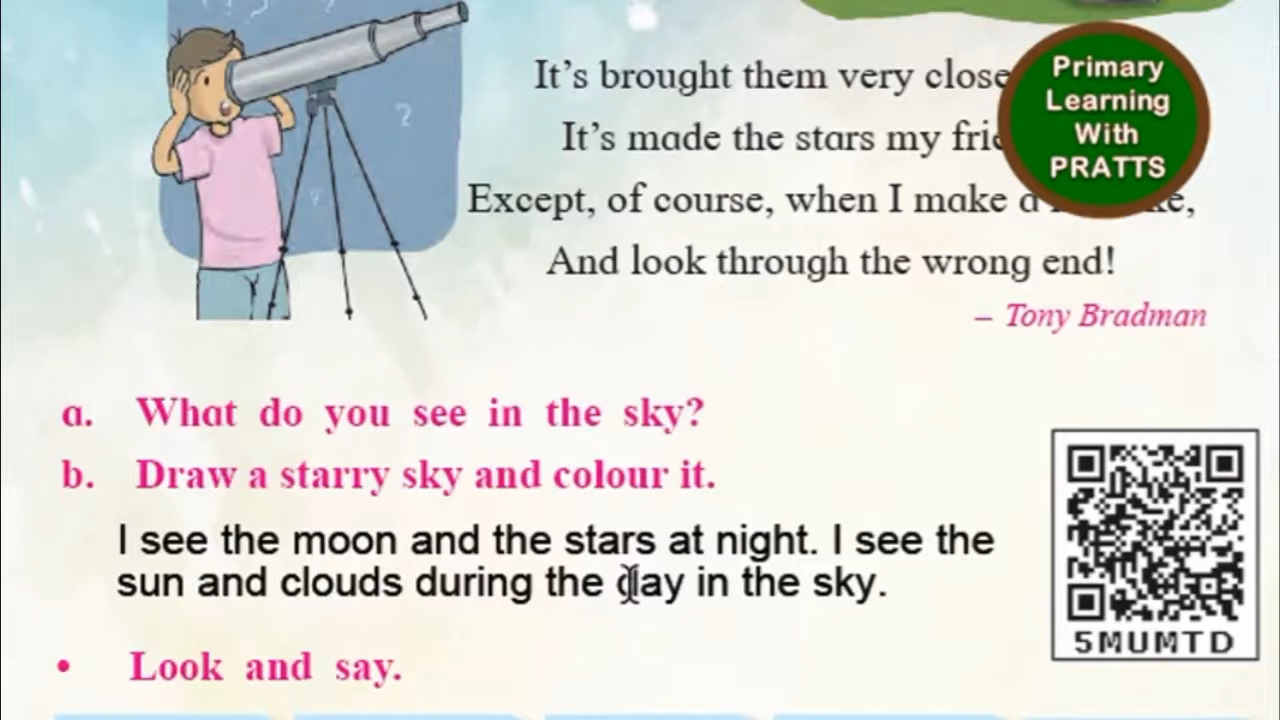 It's brought them very close
It's made the stars my
Except, of course, when I make a
And look through the wrong end!
– Tony Bradman
Primary
Learning
With
PRATTS
a. What do you see in the sky?
b. Draw a starry sky and colour it.
I see the moon and the stars at night. I see the
sun and clouds during the day in the sky.
5MUMTD
• Look and say.